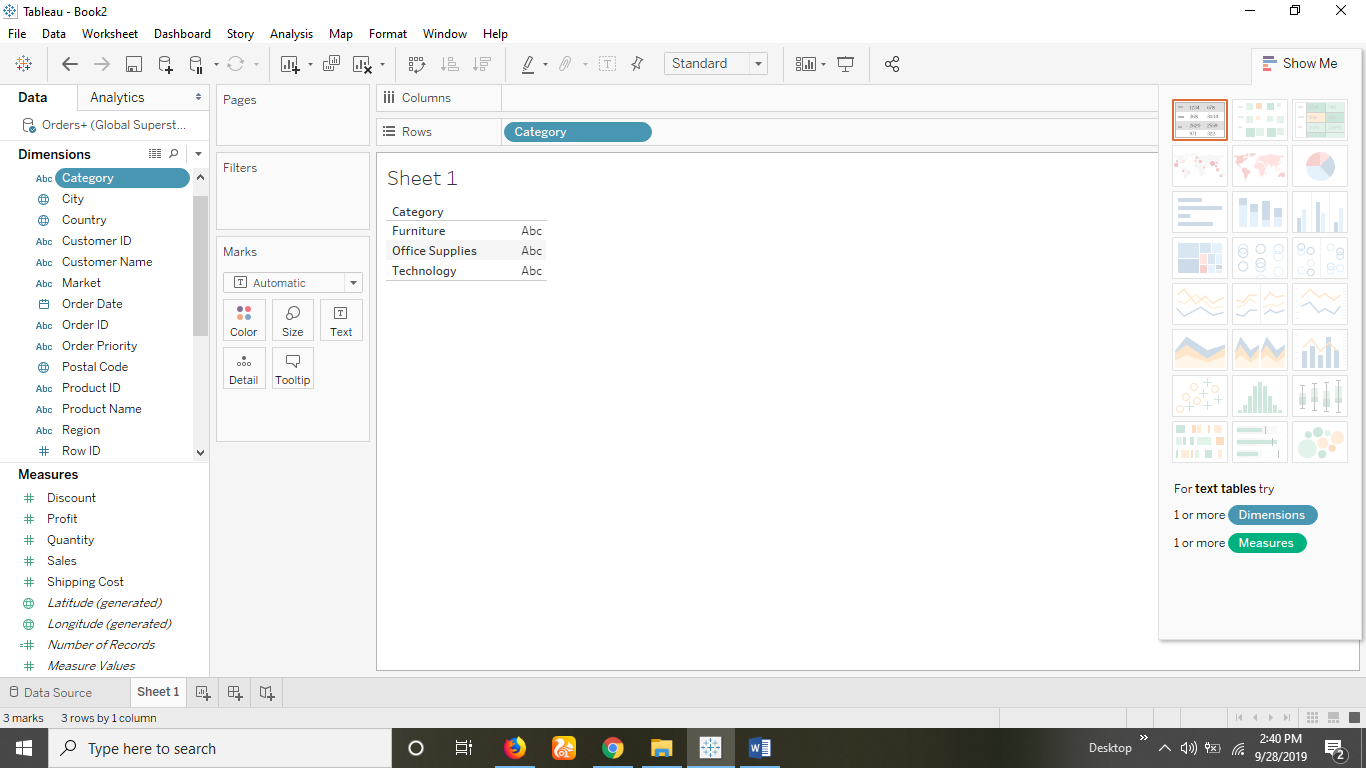 Tableau - Book2
File Data Worksheet Dashboard Story Analysis Map Format Window Help
Standard
Show Me
Data Analytics
Orders+ (Global Superst...
Dimensions
Abc Category
City
Country
Abc Customer ID
Abc Customer Name
Abc Market
Order Date
Abc Order ID
Abc Order Priority
Postal Code
Abc Product ID
Abc Product Name
Abc Region
# Row ID
Measures
# Discount
# Profit
# Quantity
# Sales
# Shipping Cost
Latitude (generated)
Longitude (generated)
=# Number of Records
# Measure Values
Pages
Filters
Marks
Automatic
Color Size Text
Detail Tooltip
Columns
Rows Category
Sheet 1
Category
Furniture Abc
Office Supplies Abc
Technology Abc
For text tables try
1 or more Dimensions
1 or more Measures
Data Source Sheet 1
3 marks 3 rows by 1 column
Type here to search
Desktop
2:40 PM
9/28/2019
2